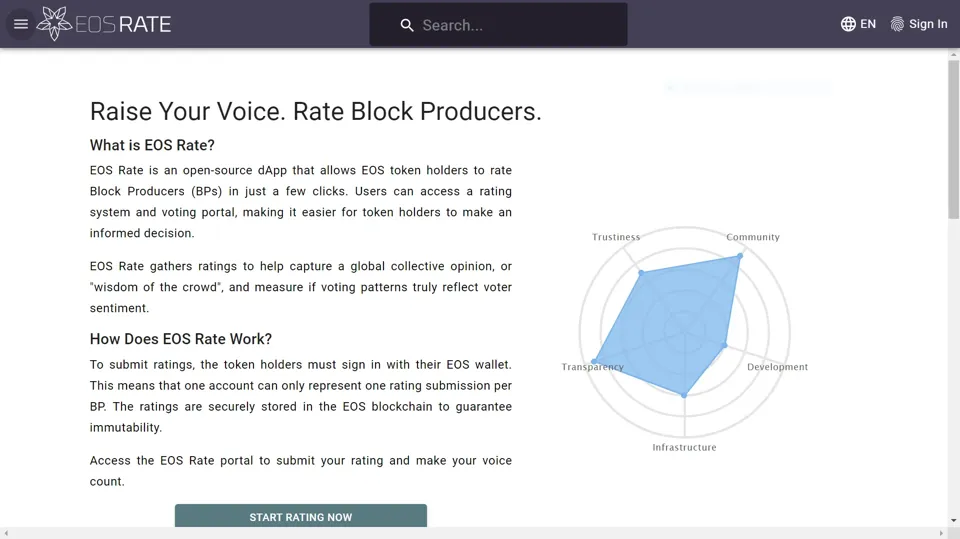 EOS RATE
Search...
EN
Sign In
Raise Your Voice. Rate Block Producers.
What is EOS Rate?
EOS Rate is an open-source dApp that allows EOS token holders to rate
Block Producers (BPs) in just a few clicks. Users can access a rating
system and voting portal, making it easier for token holders to make an
informed decision.
EOS Rate gathers ratings to help capture a global collective opinion, or
"wisdom of the crowd", and measure if voting patterns truly reflect voter
sentiment.
How Does EOS Rate Work?
To submit ratings, the token holders must sign in with their EOS wallet.
This means that one account can only represent one rating submission per
BP. The ratings are securely stored in the EOS blockchain to guarantee
immutability.
Access the EOS Rate portal to submit your rating and make your voice
count.
START RATING NOW
Trustiness
Community
Transparency
Development
Infrastructure